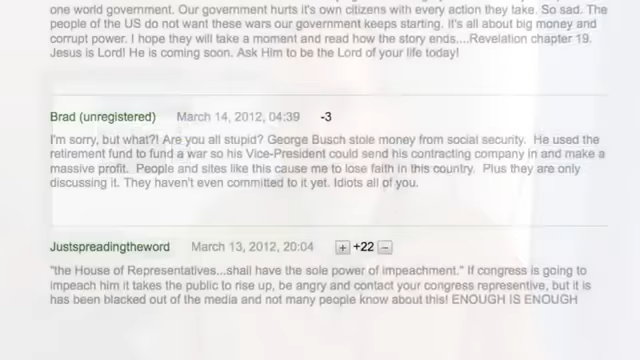 one world government. Our government hurts it's own citizens with every action they take. So sad. The
people of the US do not want these wars our government keeps starting. It's all about big money and
corrupt power. I hope they will take a moment and read how the story ends....Revelation chapter 19.
Jesus is Lord! He is coming soon. Ask Him to be the Lord of your life today!
Brad (unregistered) March 14, 2012, 04:39 -3
I'm sorry, but what?! Are you all stupid? George Busch stole money from social security. He used the
retirement fund to fund a war so his Vice-President could send his contracting company in and make a
massive profit. People and sites like this cause me to lose faith in this country. Plus they are only
discussing it. They haven't even committed to it yet. Idiots all of you.
Justspreadingtheword March 13, 2012, 20:04 + +22 −
"the House of Representatives...shall have the sole power of impeachment." If congress is going to
impeach him it takes the public to rise up, be angry and contact your congress representive, but it is
has been blacked out of the media and not many people know about this! ENOUGH IS ENOUGH